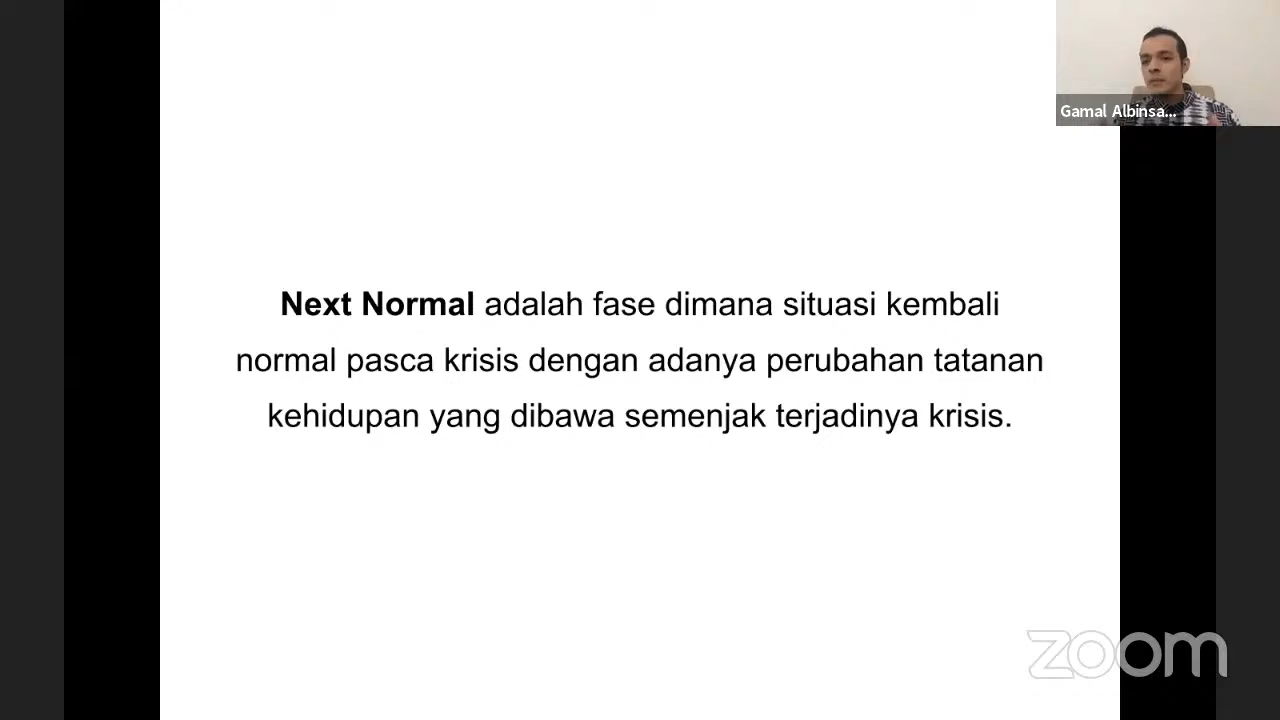 Gamal Albinsa...
Next Normal adalah fase dimana situasi kembali
normal pasca krisis dengan adanya perubahan tatanan
kehidupan yang dibawa semenjak terjadinya krisis.
zoom